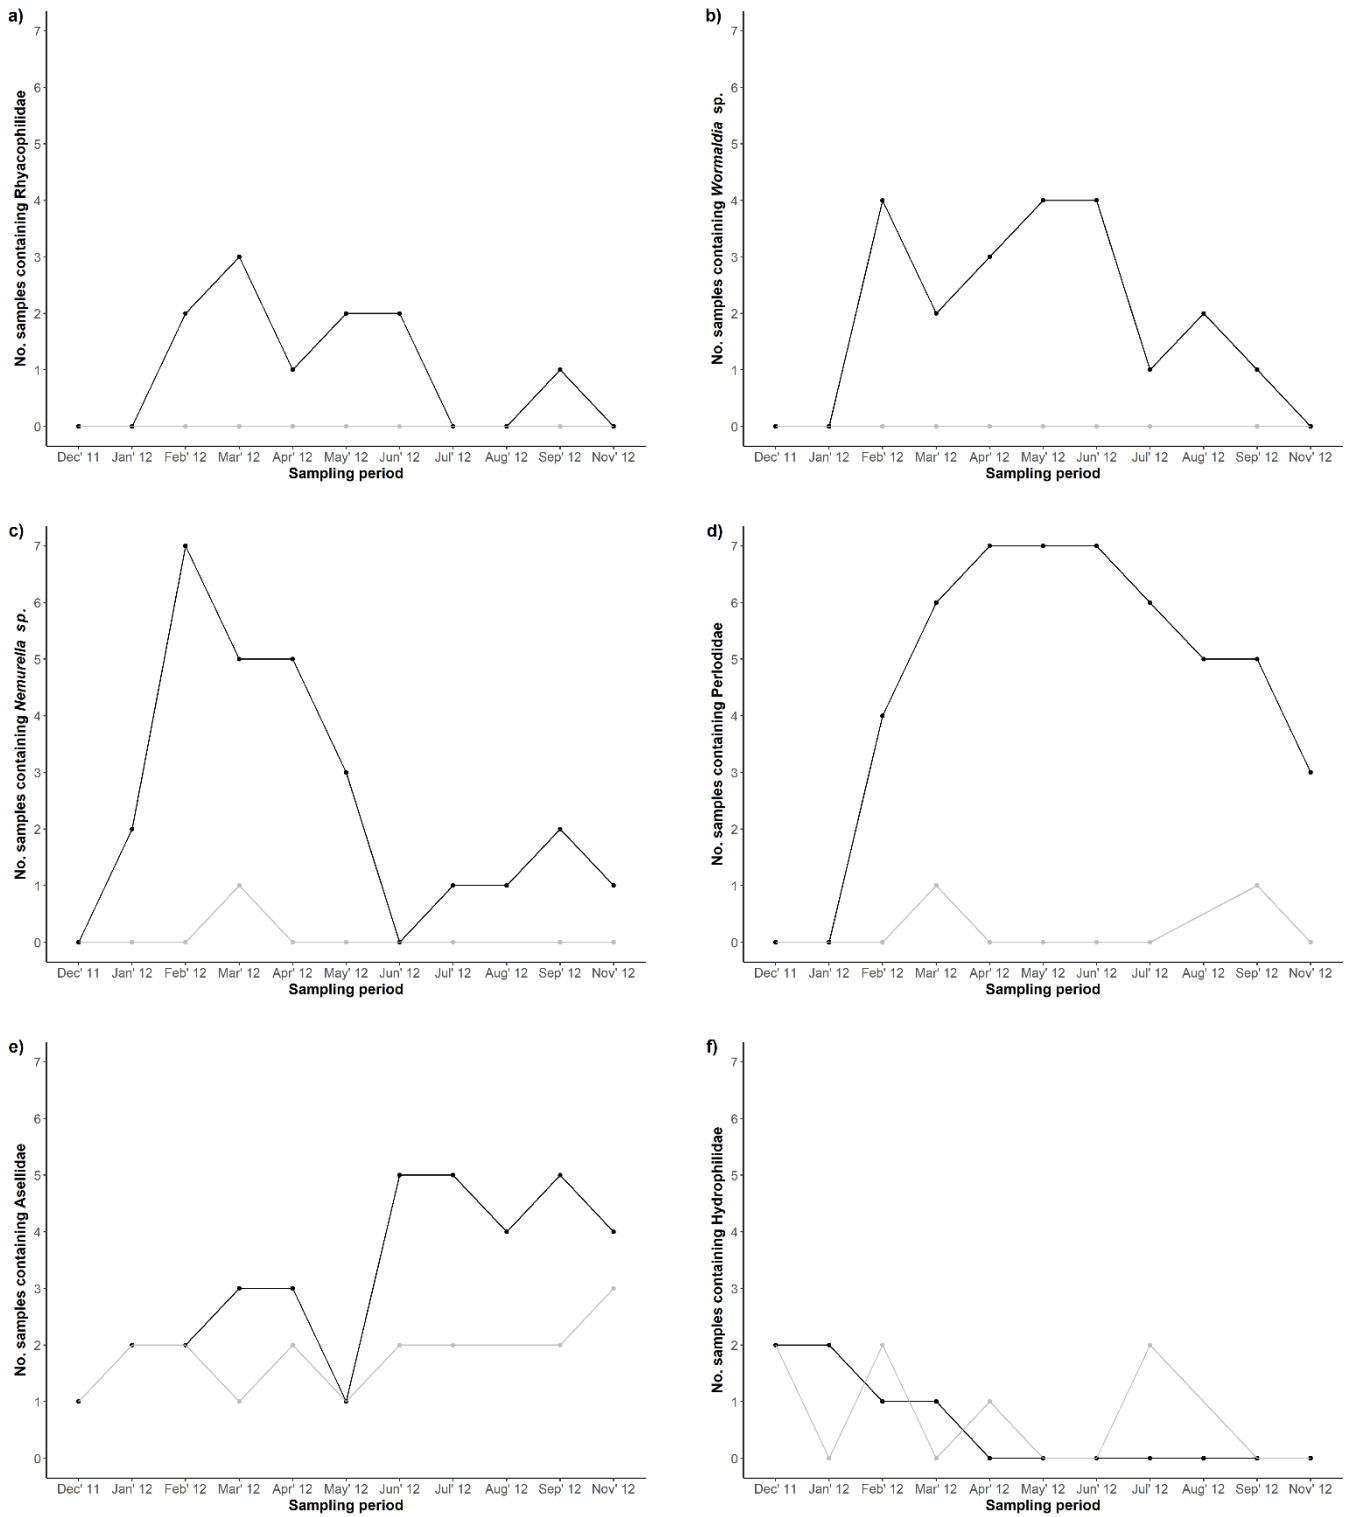 a)
No. samples containing Rhyacophilidae
7
6
5
4
3
2
1
0
Dec' 11 Jan' 12 Feb' 12 Mar' 12 Apr' 12 May' 12 Jun' 12 Jul' 12 Aug' 12 Sep' 12 Nov' 12
Sampling period
b)
No. samples containing Wormaldia sp.
7
6
5
4
3
2
1
0
Dec' 11 Jan' 12 Feb' 12 Mar' 12 Apr' 12 May' 12 Jun' 12 Jul' 12 Aug' 12 Sep' 12 Nov' 12
Sampling period
c)
No. samples containing Nemurella sp.
7
6
5
4
3
2
1
0
Dec' 11 Jan' 12 Feb' 12 Mar' 12 Apr' 12 May' 12 Jun' 12 Jul' 12 Aug' 12 Sep' 12 Nov' 12
Sampling period
d)
No. samples containing Perlodidae
7
6
5
4
3
2
1
0
Dec' 11 Jan' 12 Feb' 12 Mar' 12 Apr' 12 May' 12 Jun' 12 Jul' 12 Aug' 12 Sep' 12 Nov' 12
Sampling period
e)
No. samples containing Asellidae
7
6
5
4
3
2
1
0
Dec' 11 Jan' 12 Feb' 12 Mar' 12 Apr' 12 May' 12 Jun' 12 Jul' 12 Aug' 12 Sep' 12 Nov' 12
Sampling period
f)
No. samples containing Hydrophilidae
7
6
5
4
3
2
1
0
Dec' 11 Jan' 12 Feb' 12 Mar' 12 Apr' 12 May' 12 Jun' 12 Jul' 12 Aug' 12 Sep' 12 Nov' 12
Sampling period